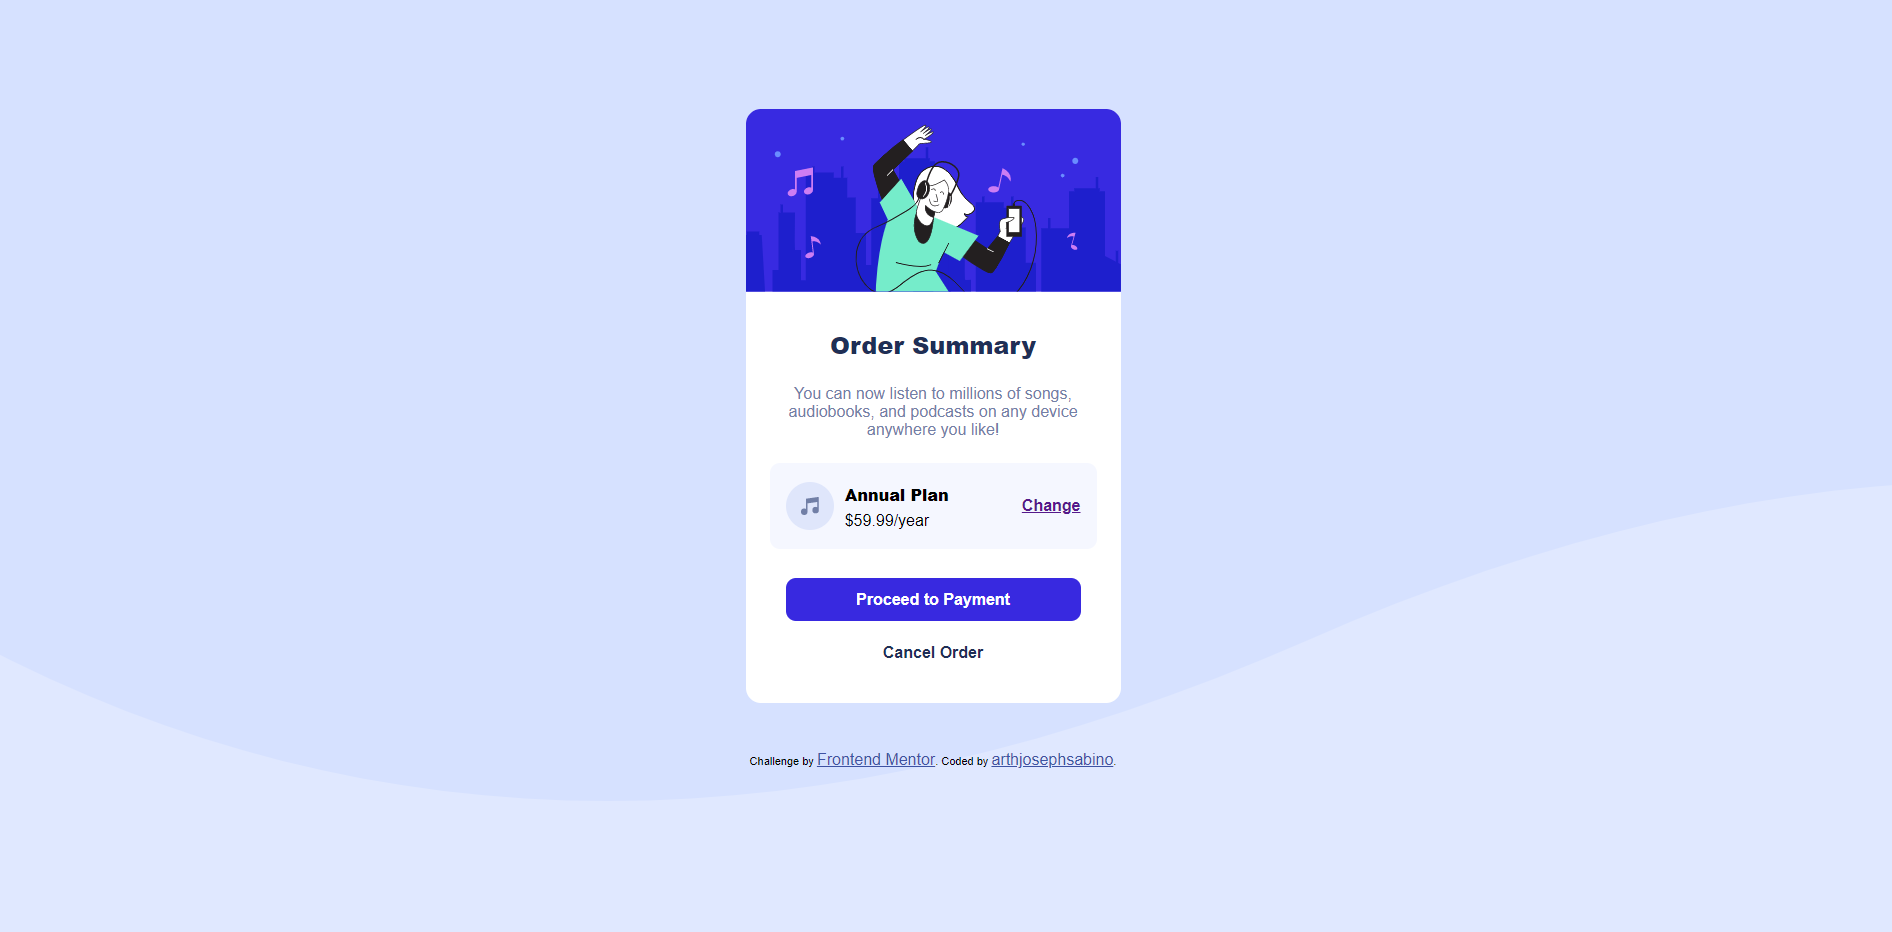 Order Summary
You can now listen to millions of songs,
audiobooks, and podcasts on any device
anywhere you like!
Annual Plan
$59.99/year
Change
Proceed to Payment
Cancel Order
Challenge by Frontend Mentor. Coded by arthjosephsabino.